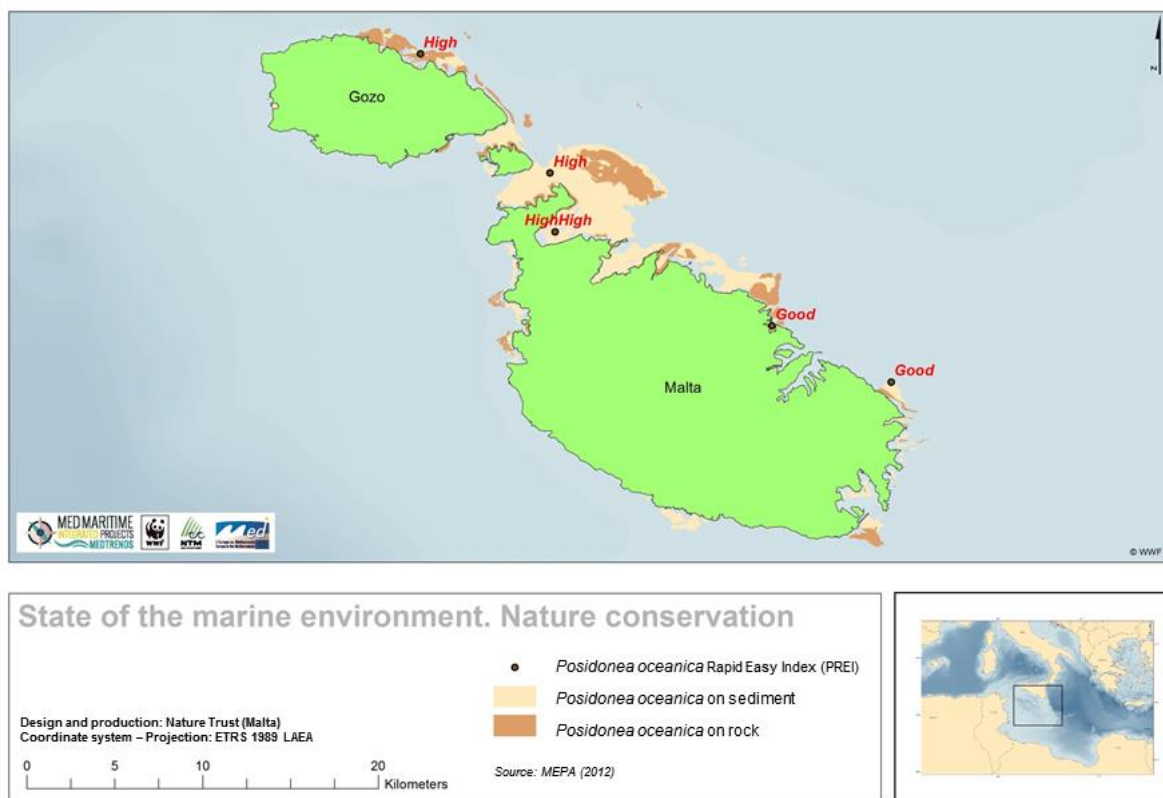 High
Gozo
High
HighHigh
Good
Good
Malta
N
MED MARITIME
INTEGRATED PROJECTS
MEDTRENDS
WWF
NTM
Med
© WWF
State of the marine environment. Nature conservation
Posidonea oceanica Rapid Easy Index (PREI)
Posidonea oceanica on sediment
Posidonea oceanica on rock
Design and production: Nature Trust (Malta)
Coordinate system – Projection: ETRS 1989 LAEA
0 5 10 20
Kilometers
Source: MEPA (2012)